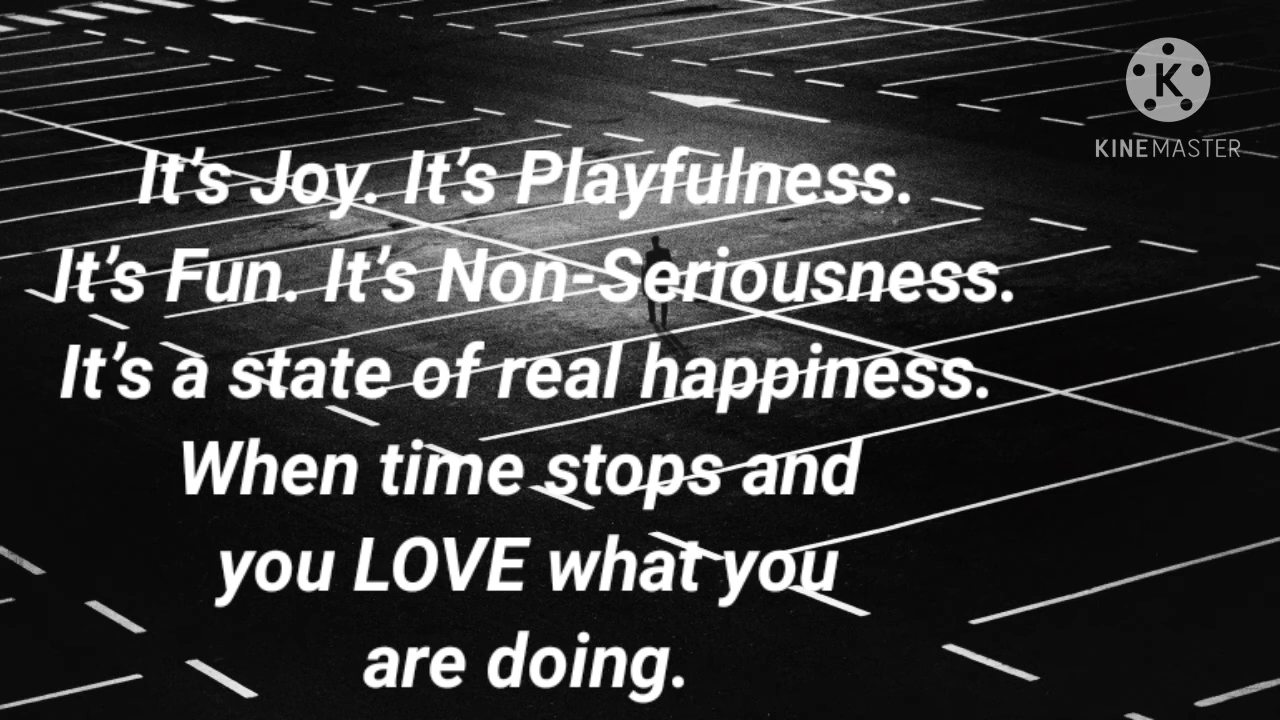 K
KINEMASTER
It's Joy. It's Playfulness.
It's Fun. It's Non-Seriousness.
It's a state of real happiness.
When time stops and
you LOVE what you
are doing.